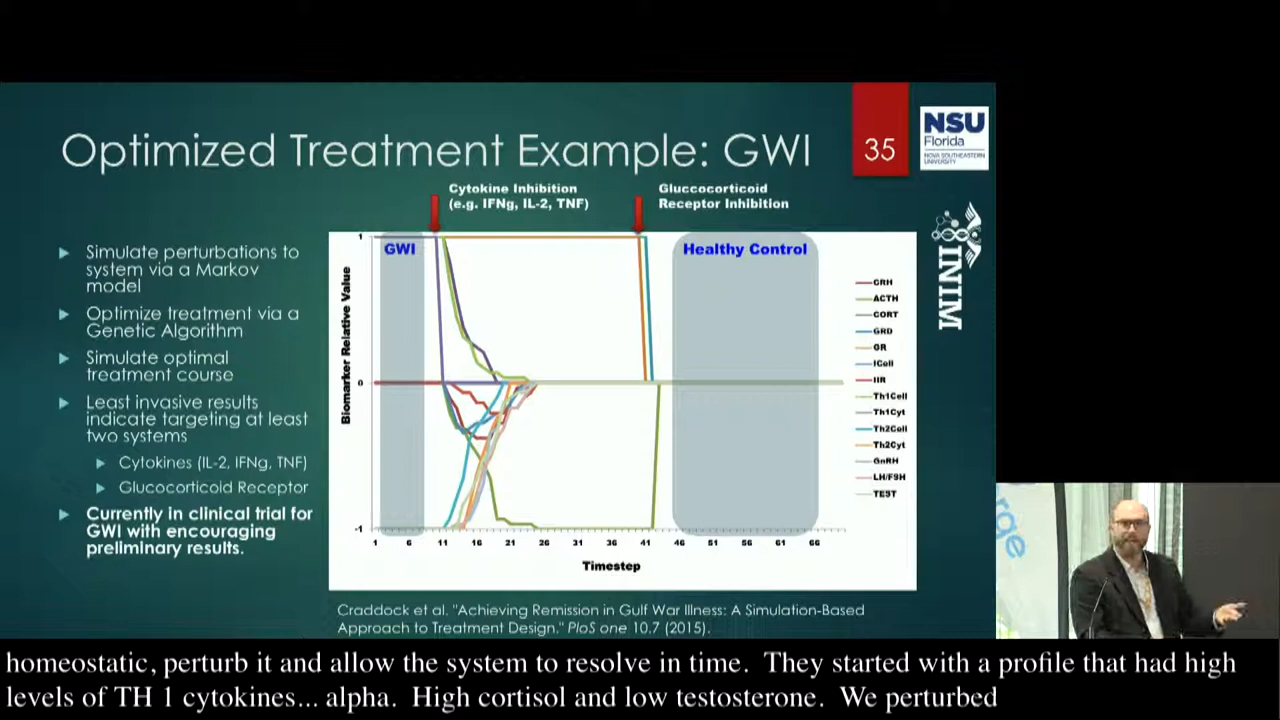 Optimized Treatment Example: GWI
35
NSU
Florida
NOVA SOUTHEASTERN
UNIVERSITY
INIM
Simulate perturbations to
system via a Markov
model
Optimize treatment via a
Genetic Algorithm
Simulate optimal
treatment course
Least invasive results
indicate targeting at least
two systems
Cytokines (IL-2, IFNg, TNF)
Glucocorticoid Receptor
Currently in clinical trial for
GWI with encouraging
preliminary results.
Cytokine Inhibition
(e.g. IFNg, IL-2, TNF)
Gluccocorticoid
Receptor Inhibition
GWI
Healthy Control
Biomarker Relative Value
1
0
-1
1 6 11 16 21 26 31 36 41 46 51 56 61 66
Timestep
CRH
ACTH
CORT
GRD
GR
ICell
IIR
Th1Cell
Th1Cyt
Th2Cell
Th2Cyt
GnRH
LH/FSH
TEST
Craddock et al. "Achieving Remission in Gulf War Illness: A Simulation-Based
Approach to Treatment Design." PloS one 10.7 (2015).
rge
homeostatic, perturb it and allow the system to resolve in time.  They started with a profile that had high
levels of TH 1 cytokines... alpha.  High cortisol and low testosterone.  We perturbed